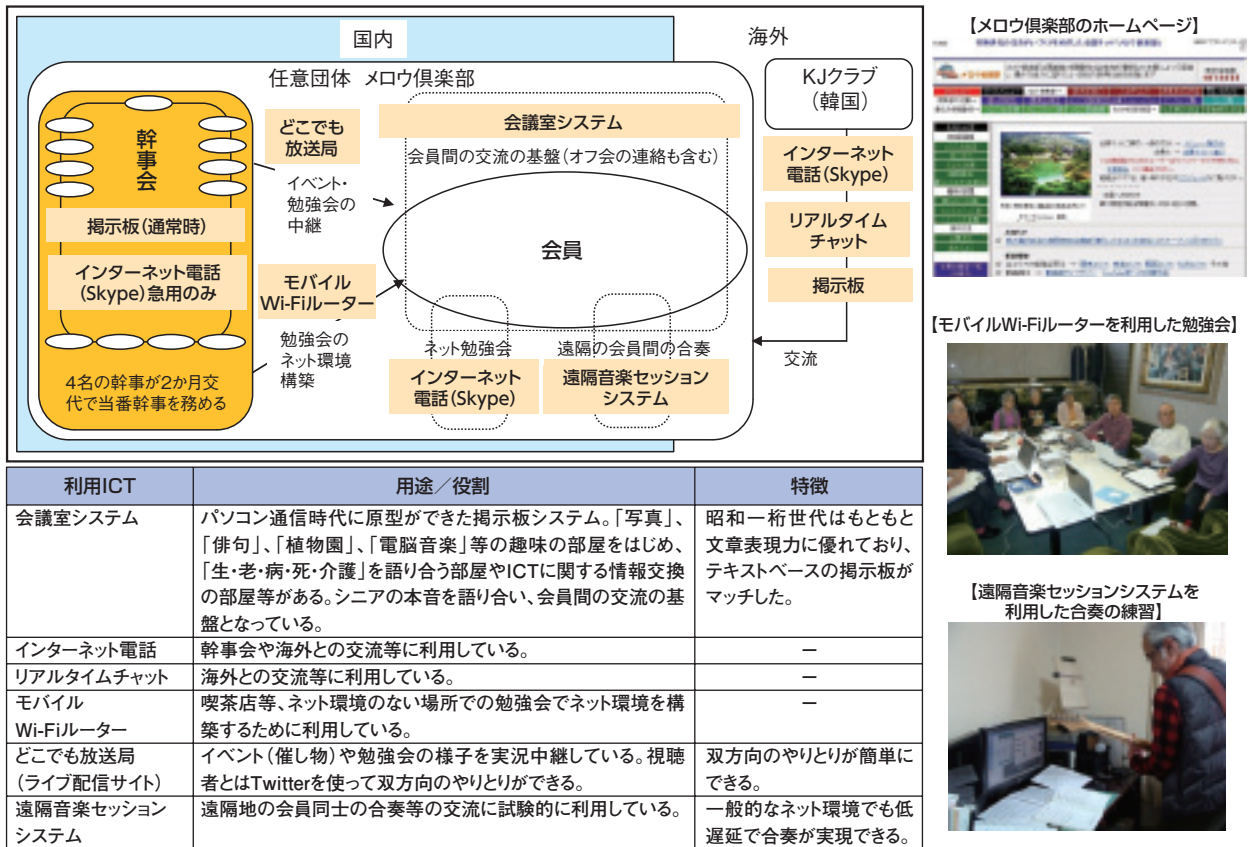 国内
海外
任意団体 メロウ倶楽部
幹事会
掲示板(通常時)
インターネット電話
(Skype)急用のみ
4名の幹事が2か月交
代で当番幹事を務める
どこでも
放送局
イベント・
勉強会の
中継
モバイル
Wi-Fiルーター
勉強会の
ネット環境
構築
会議室システム
会員間の交流の基盤(オフ会の連絡も含む)
会員
ネット勉強会
インターネット
電話(Skype)
遠隔の会員間の合奏
遠隔音楽セッション
システム
KJクラブ
(韓国)
インターネット
電話(Skype)
リアルタイム
チャット
掲示板
交流
【メロウ倶楽部のホームページ】
【モバイルWi-Fiルーターを利用した勉強会】
【遠隔音楽セッションシステムを
利用した合奏の練習】
利用ICT
用途/役割
特徴
会議室システム
パソコン通信時代に原型ができた掲示板システム。「写真」、
「俳句」、「植物園」、「電脳音楽」等の趣味の部屋をはじめ、
「生・老・病・死・介護」を語り合う部屋やICTに関する情報交換
の部屋等がある。シニアの本音を語り合い、会員間の交流の基
盤となっている。
昭和一桁世代はもともと
文章表現力に優れており、
テキストベースの掲示板が
マッチした。
インターネット電話
幹事会や海外との交流等に利用している。
－
リアルタイムチャット
海外との交流等に利用している。
－
モバイル
Wi-Fiルーター
喫茶店等、ネット環境のない場所での勉強会でネット環境を構
築するために利用している。
－
どこでも放送局
(ライブ配信サイト)
イベント(催し物)や勉強会の様子を実況中継している。視聴
者とはTwitterを使って双方向のやりとりができる。
双方向のやりとりが簡単に
できる。
遠隔音楽セッション
システム
遠隔地の会員同士の合奏等の交流に試験的に利用している。
一般的なネット環境でも低
遅延で合奏が実現できる。